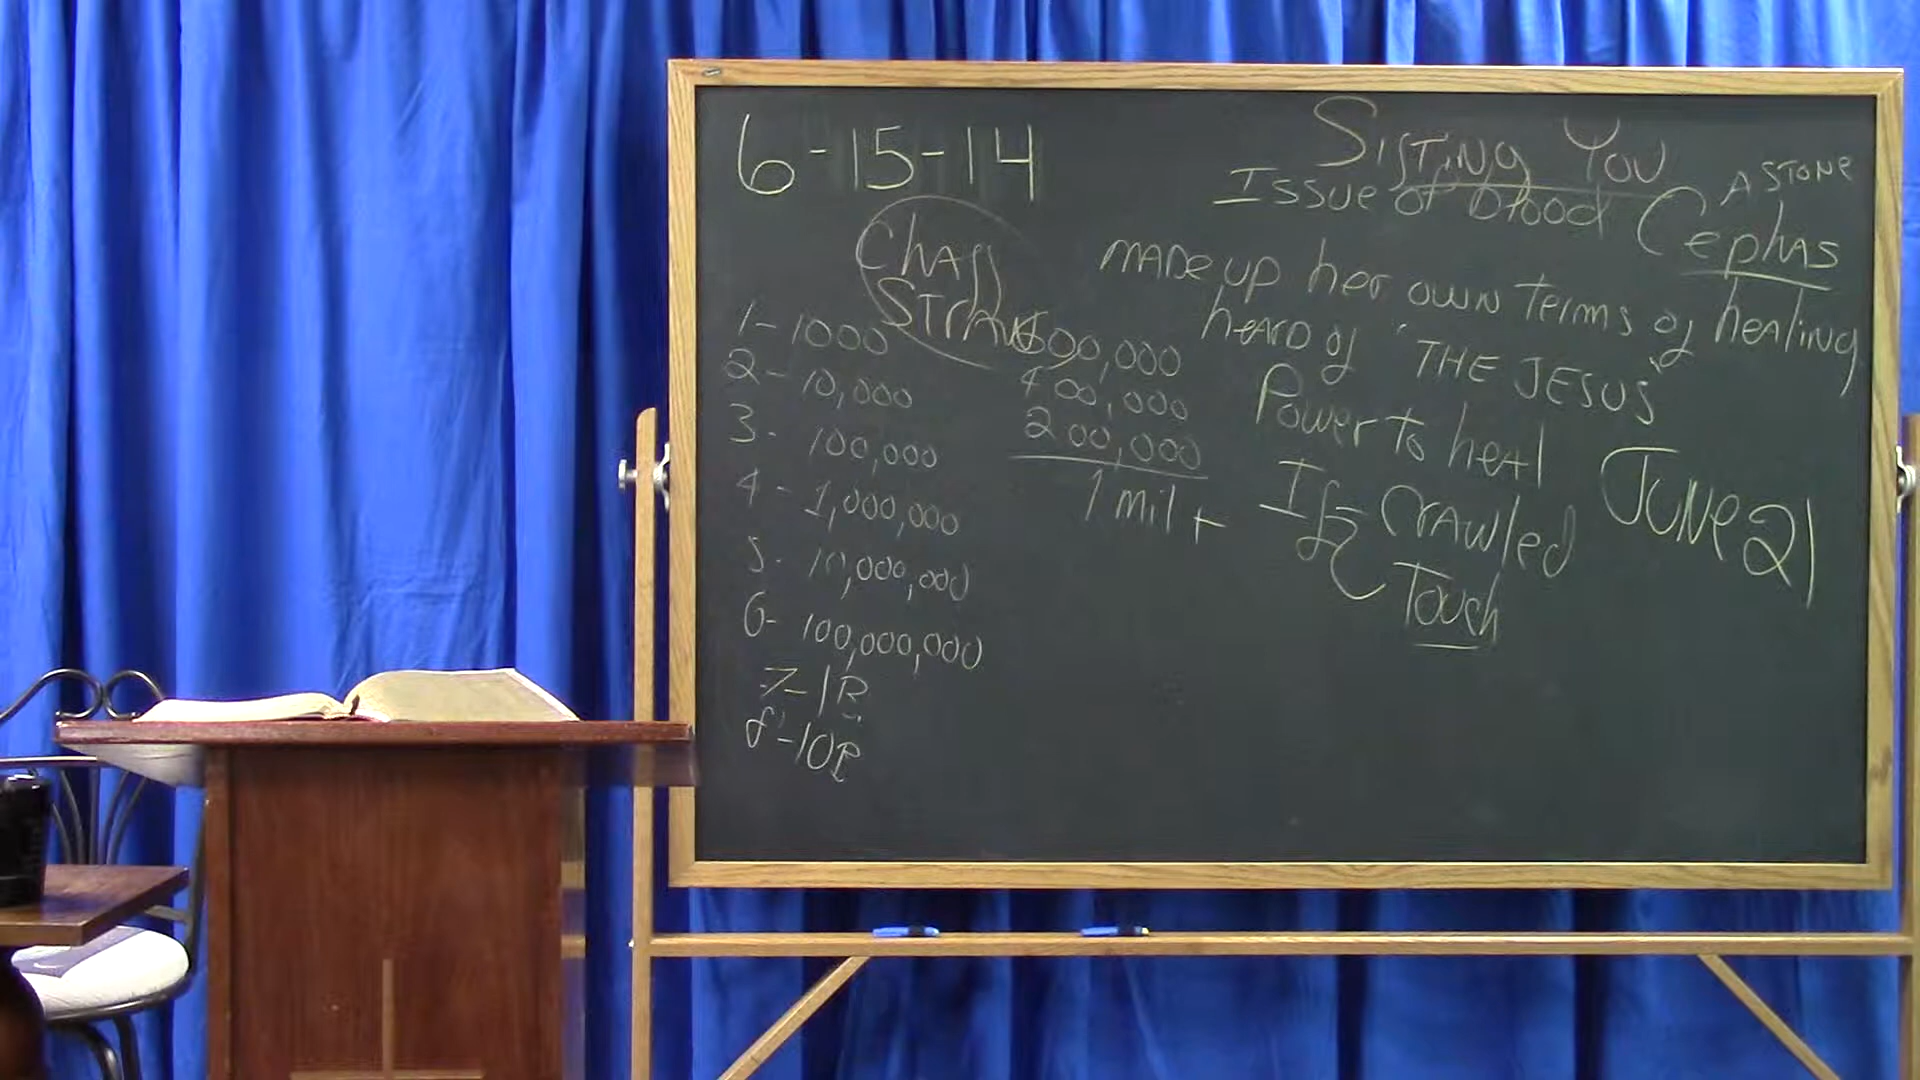 6-15-14
Sifting You
Issue of Blood
A STONE
Cephas
Chaff
STraw
1-1000
2-10,000
3- 100,000
4-1,000,000
5- 10,000,000
6-100,000,000
7-1B
8-10B
600,000
400,000
200,000
1 mil +
MADe up her own Terms of healing
heARD of "THE JESUS"
Power to heal
If - CrAwled
Touch
JUNe 21